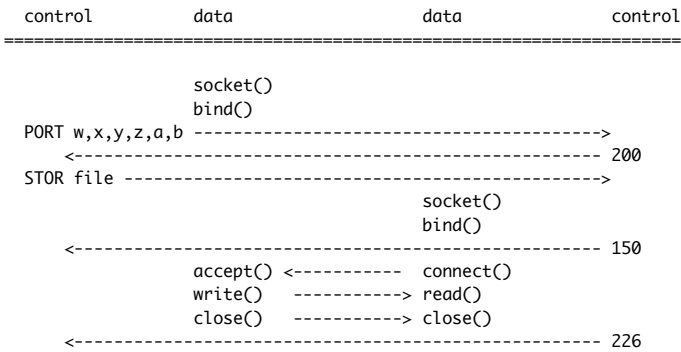 control data data control
====================================================================
socket()
bind()
PORT w,x,y,z,a,b ----------------------------------------->
<----------------------------------------------------- 200
STOR file ------------------------------------------------>
socket()
bind()
<----------------------------------------------------- 150
accept() <----------- connect()
write() -----------> read()
close() -----------> close()
<----------------------------------------------------- 226